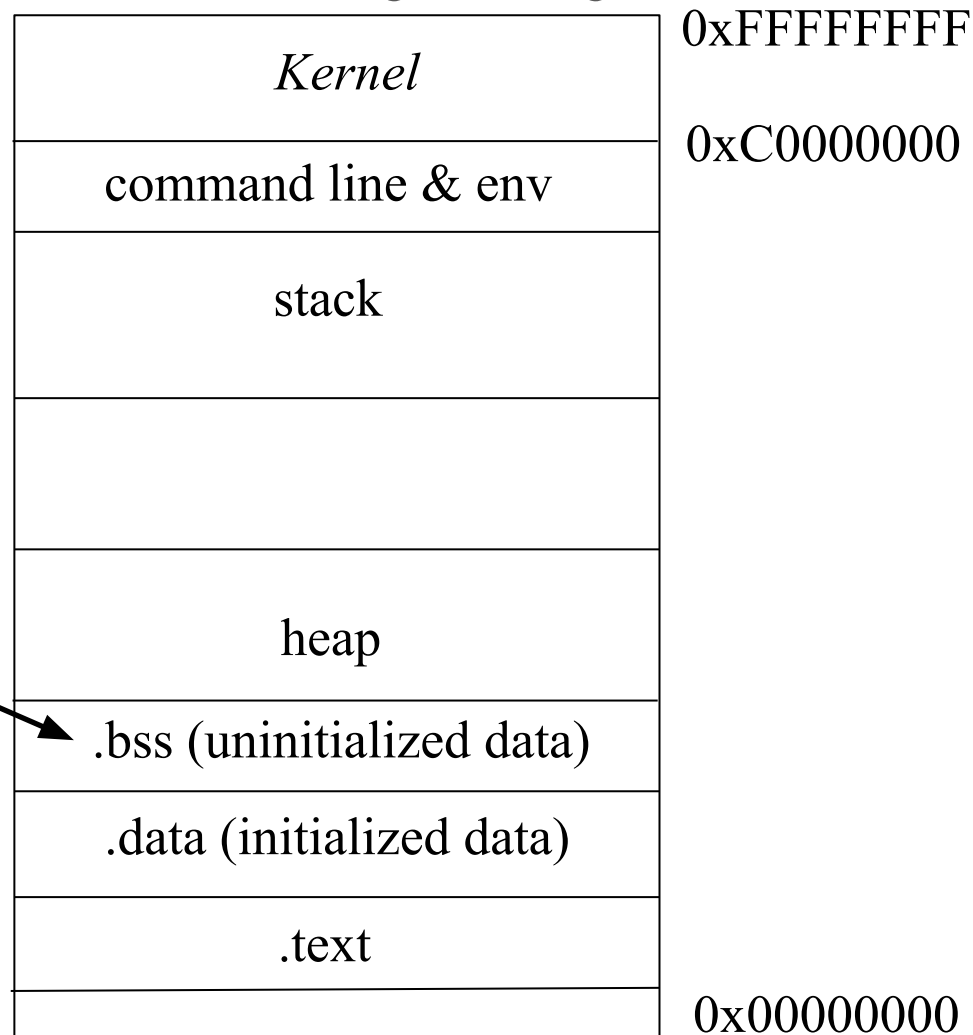 0xFFFFFFFF
Kernel
0xC0000000
command line & env
stack
heap
.bss (uninitialized data)
.data (initialized data)
.text
0x00000000